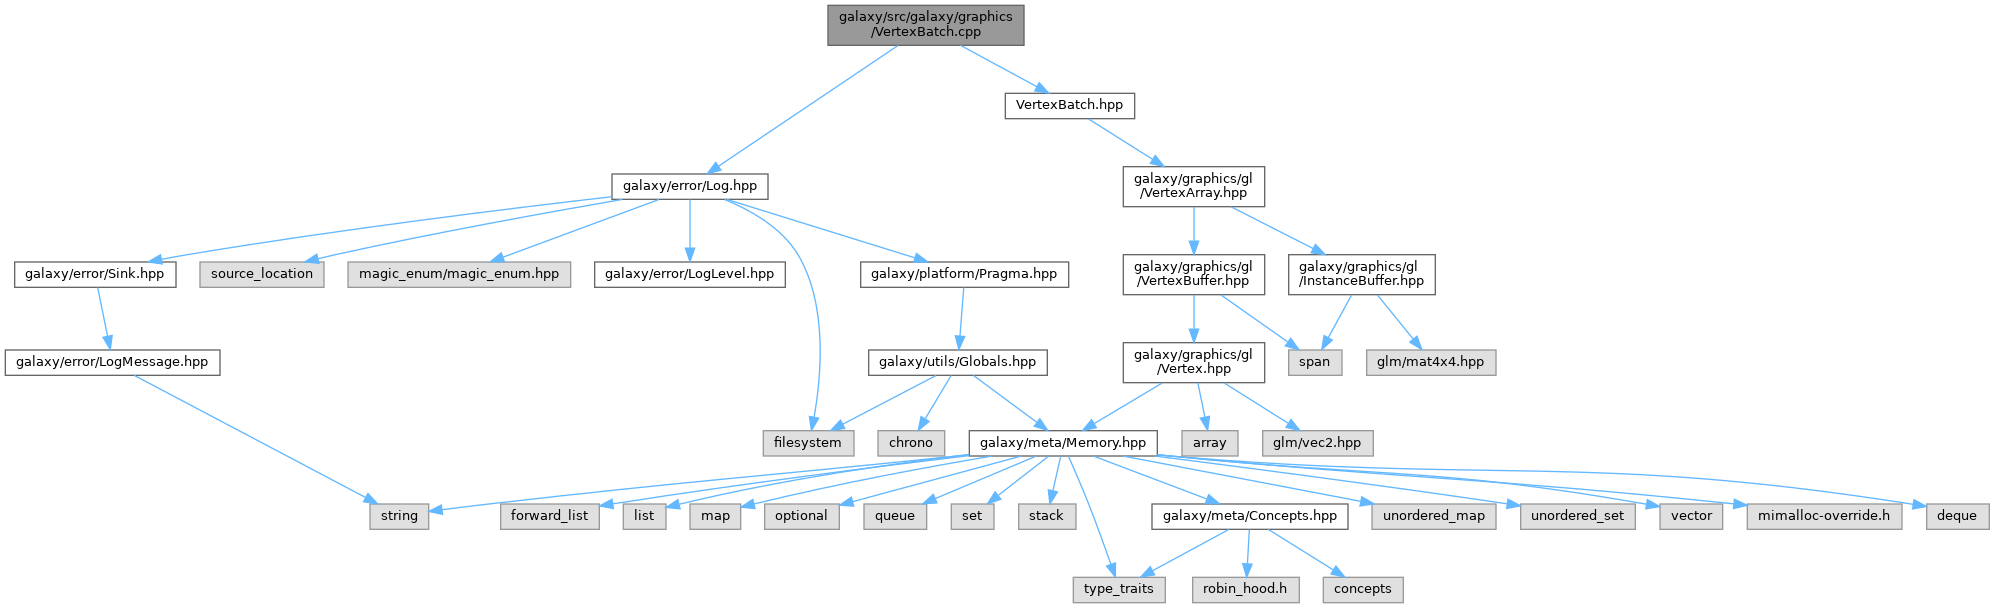 galaxy/src/galaxy/graphics
/VertexBatch.cpp
VertexBatch.hpp
galaxy/error/Log.hpp
galaxy/graphics/gl
/VertexArray.hpp
galaxy/error/Sink.hpp
source_location
magic_enum/magic_enum.hpp
galaxy/error/LogLevel.hpp
galaxy/platform/Pragma.hpp
galaxy/graphics/gl
/VertexBuffer.hpp
galaxy/graphics/gl
/InstanceBuffer.hpp
galaxy/error/LogMessage.hpp
galaxy/utils/Globals.hpp
galaxy/graphics/gl
/Vertex.hpp
span
glm/mat4x4.hpp
filesystem
chrono
galaxy/meta/Memory.hpp
array
glm/vec2.hpp
string
forward_list
list
map
optional
queue
set
stack
galaxy/meta/Concepts.hpp
unordered_map
unordered_set
vector
mimalloc-override.h
deque
type_traits
robin_hood.h
concepts